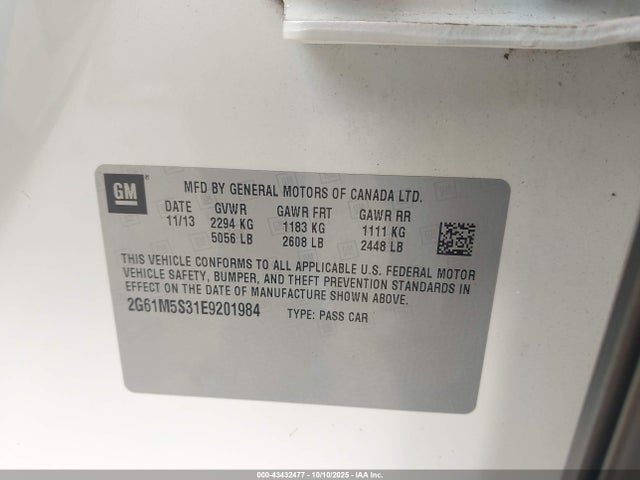 GM
MFD BY GENERAL MOTORS OF CANADA LTD.
DATE GVWR GAWR FRT GAWR RR
11/13 2294 KG 1183 KG 1111 KG
5056 LB 2608 LB 2448 LB
THIS VEHICLE CONFORMS TO ALL APPLICABLE U.S. FEDERAL MOTOR
VEHICLE SAFETY, BUMPER, AND THEFT PREVENTION STANDARDS IN
EFFECT ON THE DATE OF MANUFACTURE SHOWN ABOVE.
2G61M5S31E9201984 TYPE: PASS CAR
000-43432477 - 10/10/2025 - IAA Inc.